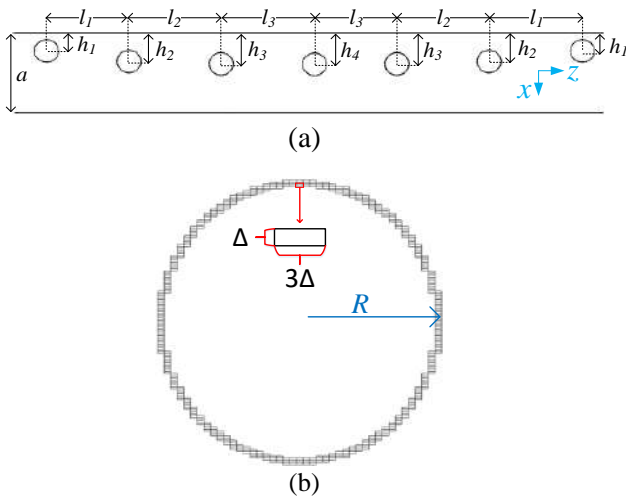 l1 l2 l3 l3 l2 l1
h1 h2 h3 h4 h3 h2 h1
a
x z
(a)
Δ
3Δ
R
(b)